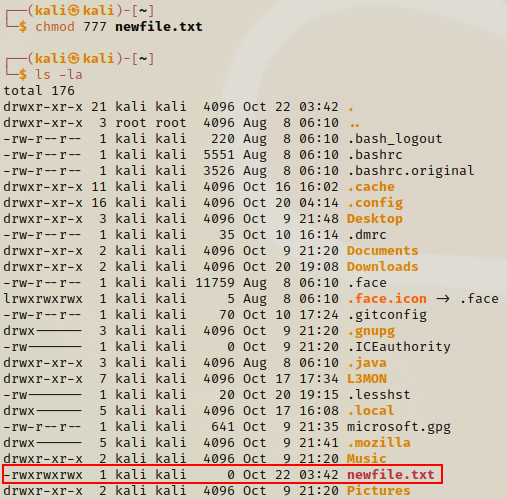 ┌──(kali㉿kali)-[~]
└─$ chmod 777 newfile.txt
┌──(kali㉿kali)-[~]
└─$ ls -la
total 176
drwxr-xr-x 21 kali kali  4096 Oct 22 03:42 .
drwxr-xr-x  3 root root  4096 Aug  8 06:10 ..
-rw-r--r--  1 kali kali   220 Aug  8 06:10 .bash_logout
-rw-r--r--  1 kali kali  5551 Aug  8 06:10 .bashrc
-rw-r--r--  1 kali kali  3526 Aug  8 06:10 .bashrc.original
drwxr-xr-x 11 kali kali  4096 Oct 16 16:02 .cache
drwxr-xr-x 16 kali kali  4096 Oct 20 04:14 .config
drwxr-xr-x  3 kali kali  4096 Oct  9 21:48 Desktop
-rw-r--r--  1 kali kali    35 Oct 10 16:14 .dmrc
drwxr-xr-x  2 kali kali  4096 Oct  9 21:20 Documents
drwxr-xr-x  2 kali kali  4096 Oct 20 19:08 Downloads
-rw-r--r--  1 kali kali 11759 Aug  8 06:10 .face
lrwxrwxrwx  1 kali kali     5 Aug  8 06:10 .face.icon -> .face
-rw-r--r--  1 kali kali    70 Oct 10 17:24 .gitconfig
drwx------  3 kali kali  4096 Oct  9 21:20 .gnupg
-rw-------  1 kali kali     0 Oct  9 21:20 .ICEauthority
drwxr-xr-x  3 kali kali  4096 Aug  8 06:10 .java
drwxr-xr-x  7 kali kali  4096 Oct 17 17:34 L3MON
-rw-------  1 kali kali    20 Oct 20 19:15 .lesshst
drwx------  5 kali kali  4096 Oct 17 16:08 .local
-rw-r--r--  1 kali kali   641 Oct  9 21:35 microsoft.gpg
drwx------  5 kali kali  4096 Oct  9 21:41 .mozilla
drwxr-xr-x  2 kali kali  4096 Oct  9 21:20 Music
-rwxrwxrwx  1 kali kali     0 Oct 22 03:42 newfile.txt
drwxr-xr-x  2 kali kali  4096 Oct  9 21:20 Pictures